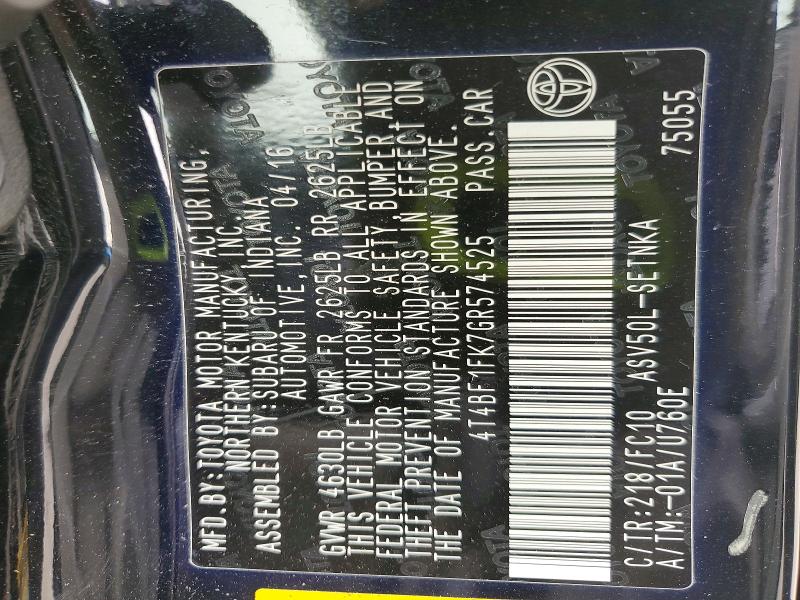 MFD.BY:TOYOTA MOTOR MANUFACTURING,
NORTHERN KENTUCKY, INC.
ASSEMBLED BY:SUBARU OF INDIANA
AUTOMOTIVE, INC. 04/16
GVWR 4630LB GAWR FR 2625LB RR 2625LB
THIS VEHICLE CONFORMS TO ALL APPLICABLE
FEDERAL MOTOR VEHICLE SAFETY,BUMPER,AND
THEFT PREVENTION STANDARDS IN EFFECT ON
THE DATE OF MANUFACTURE SHOWN ABOVE.
4T4BF1FK7GR574525 PASS.CAR
C/TR:218/FC10 ASV50L-SETNKA
A/TM:-01A/U760E 75055